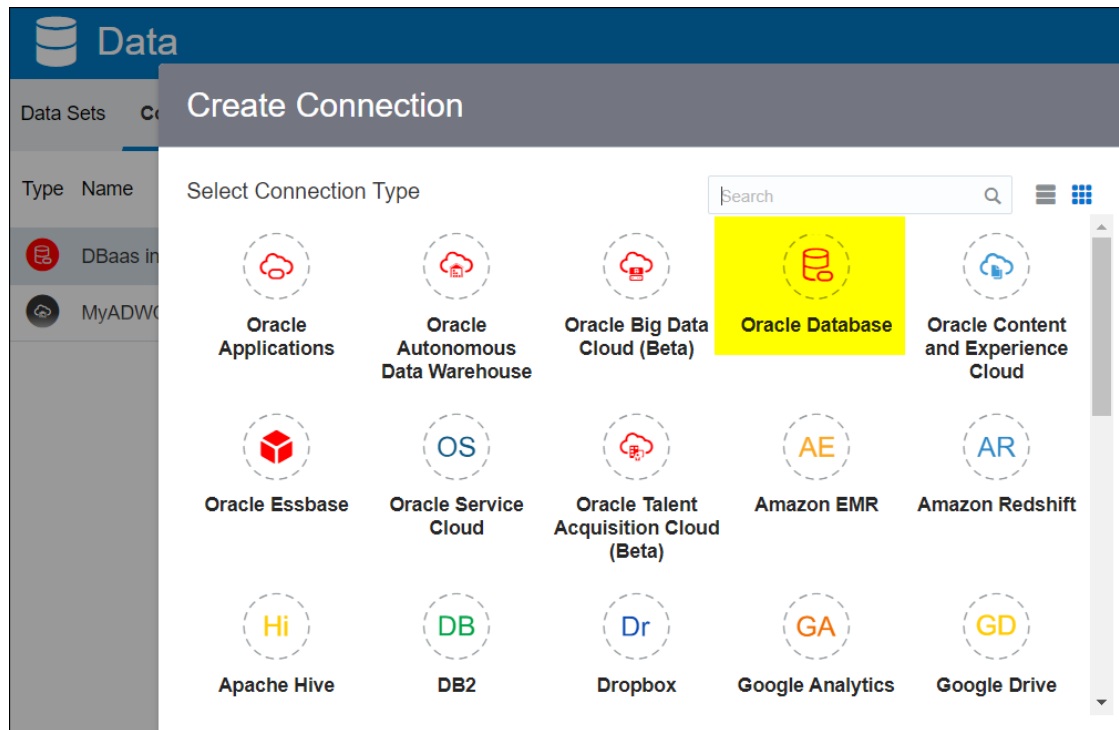 Data
Data Sets Co
Create Connection
Type Name
Select Connection Type
Search
DBaas in
MyADWC
Oracle Applications
Oracle Autonomous Data Warehouse
Oracle Big Data Cloud (Beta)
Oracle Database
Oracle Content and Experience Cloud
Oracle Essbase
OS
Oracle Service Cloud
Oracle Talent Acquisition Cloud (Beta)
AE
Amazon EMR
AR
Amazon Redshift
Hi
Apache Hive
DB
DB2
Dr
Dropbox
GA
Google Analytics
GD
Google Drive